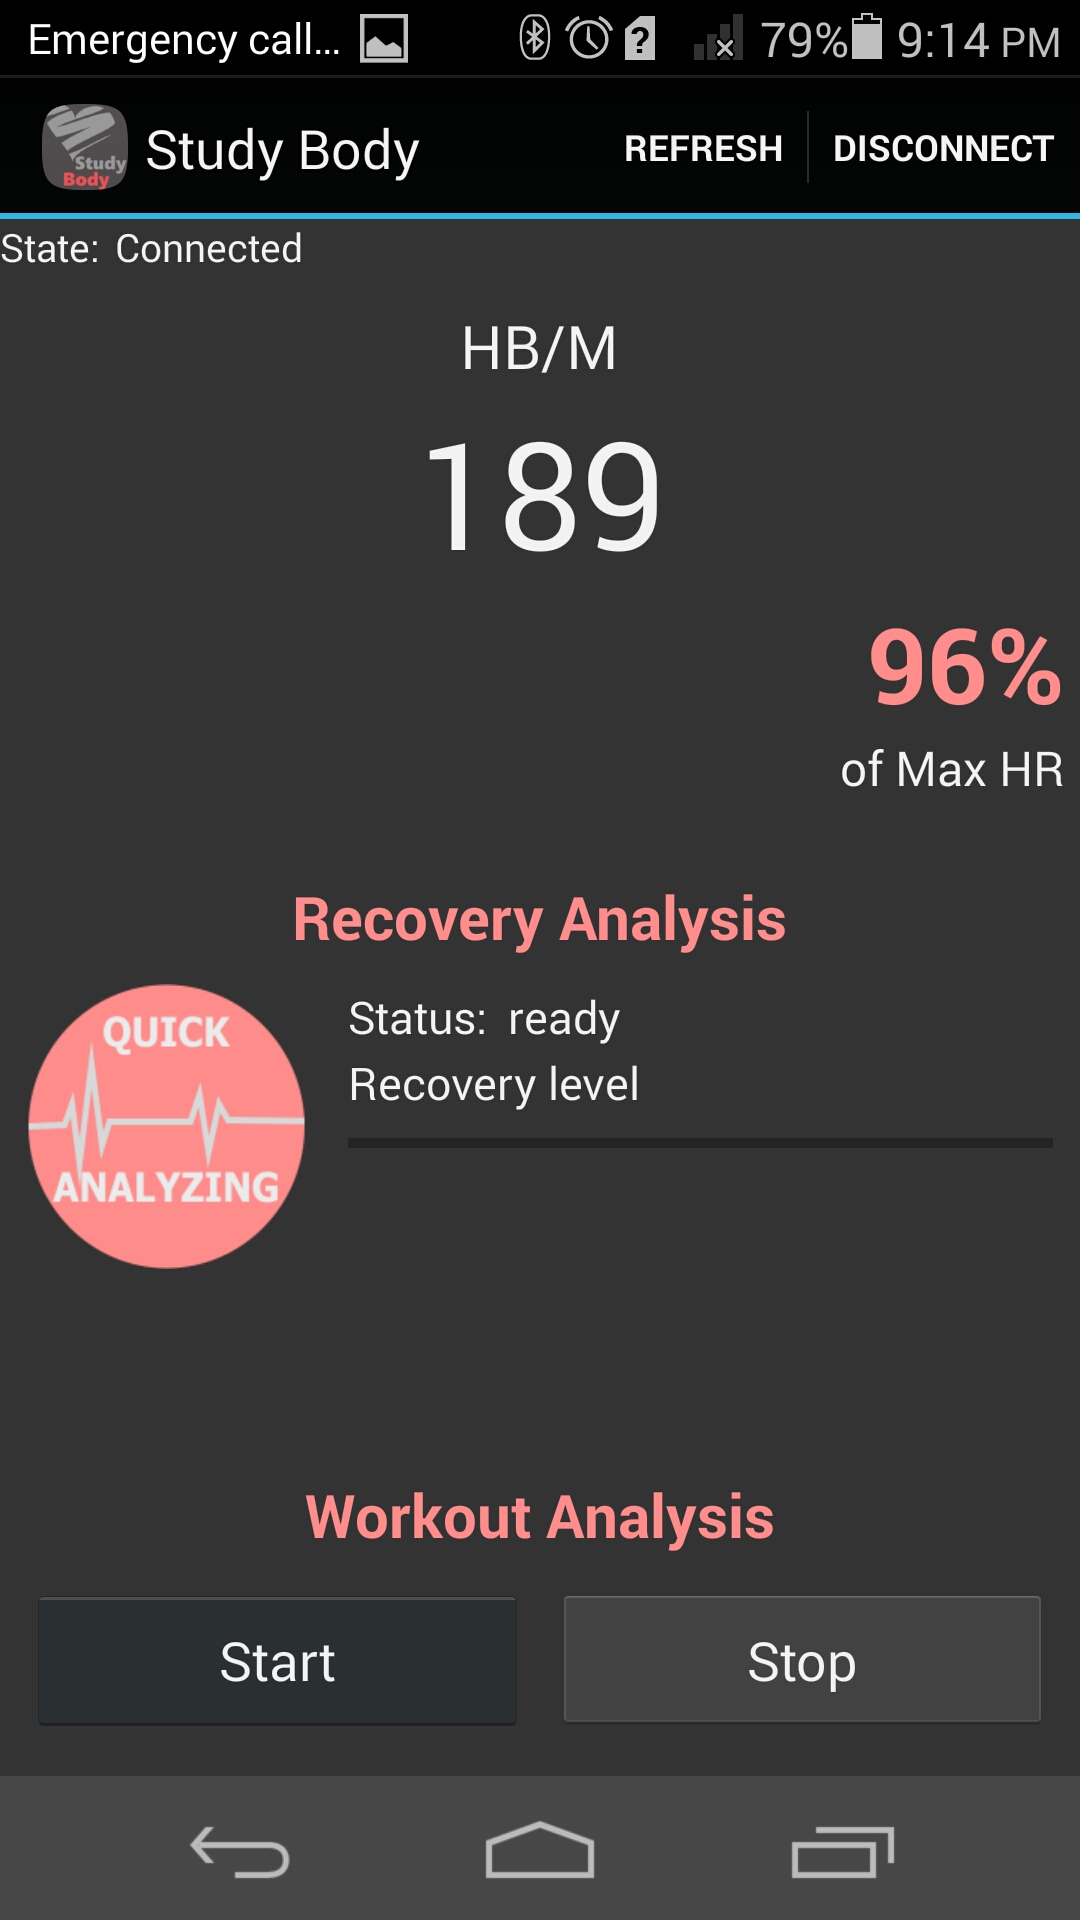 Emergency call... 79% 9:14 PM
Study Body Study Body REFRESH DISCONNECT
State: Connected
HB/M
189
96%
of Max HR
Recovery Analysis
QUICK
ANALYZING
Status: ready
Recovery level
Workout Analysis
Start Stop